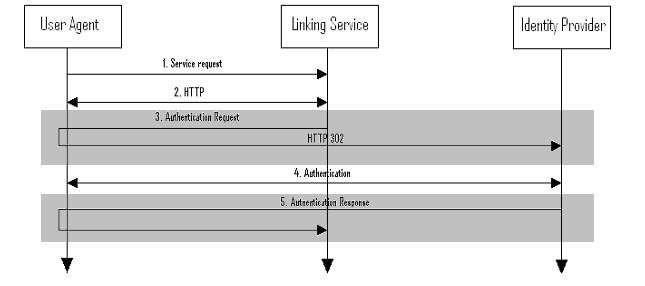 User Agent
Linking Service
Identity Provider
1. Service request
2. HTTP
3. Authentication Request
HTTP 302
4. Authentication
5. Authentication Response